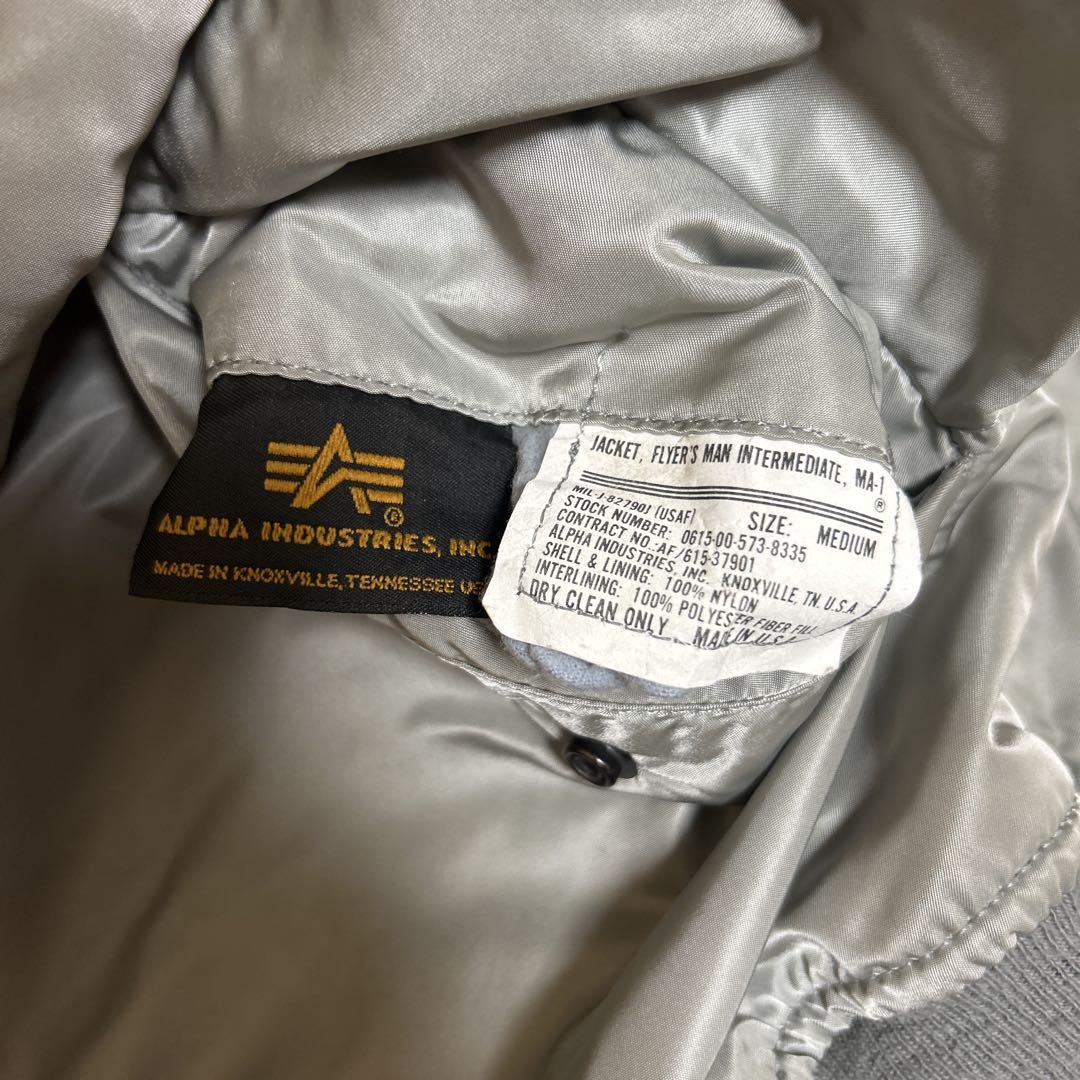 ALPHA INDUSTRIES, INC
MADE IN KNOXVILLE, TENNESSEE
JACKET, FLYER'S MAN INTERMEDIATE, MA-1
®
MIL-J-82790J (USAF) SIZE: MEDIUM
STOCK NUMBER: 0615-00-573-8335
CONTRACT NO. AF/615-37901
ALPHA INDUSTRIES, INC. KNOXVILLE, TN. U.S.A.
SHELL & LINING: 100% NYLON
INTERLINING: 100% POLYESTER FIBER FILL
DRY CLEAN ONLY. MADE IN U.S.A.